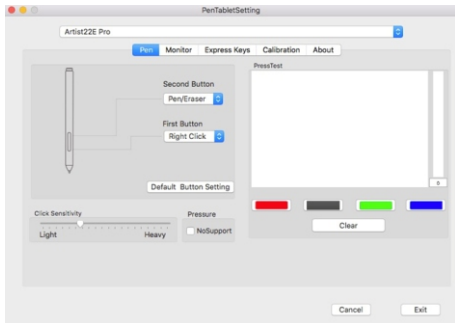 PenTabletSetting
Artist22E Pro
Pen Monitor Express Keys Calibration About
PressTest
Second Button
Pen/Eraser
First Button
Right Click
Default Button Setting
0
Click Sensitivity
Light Heavy
Pressure
NoSupport
Clear
Cancel Exit